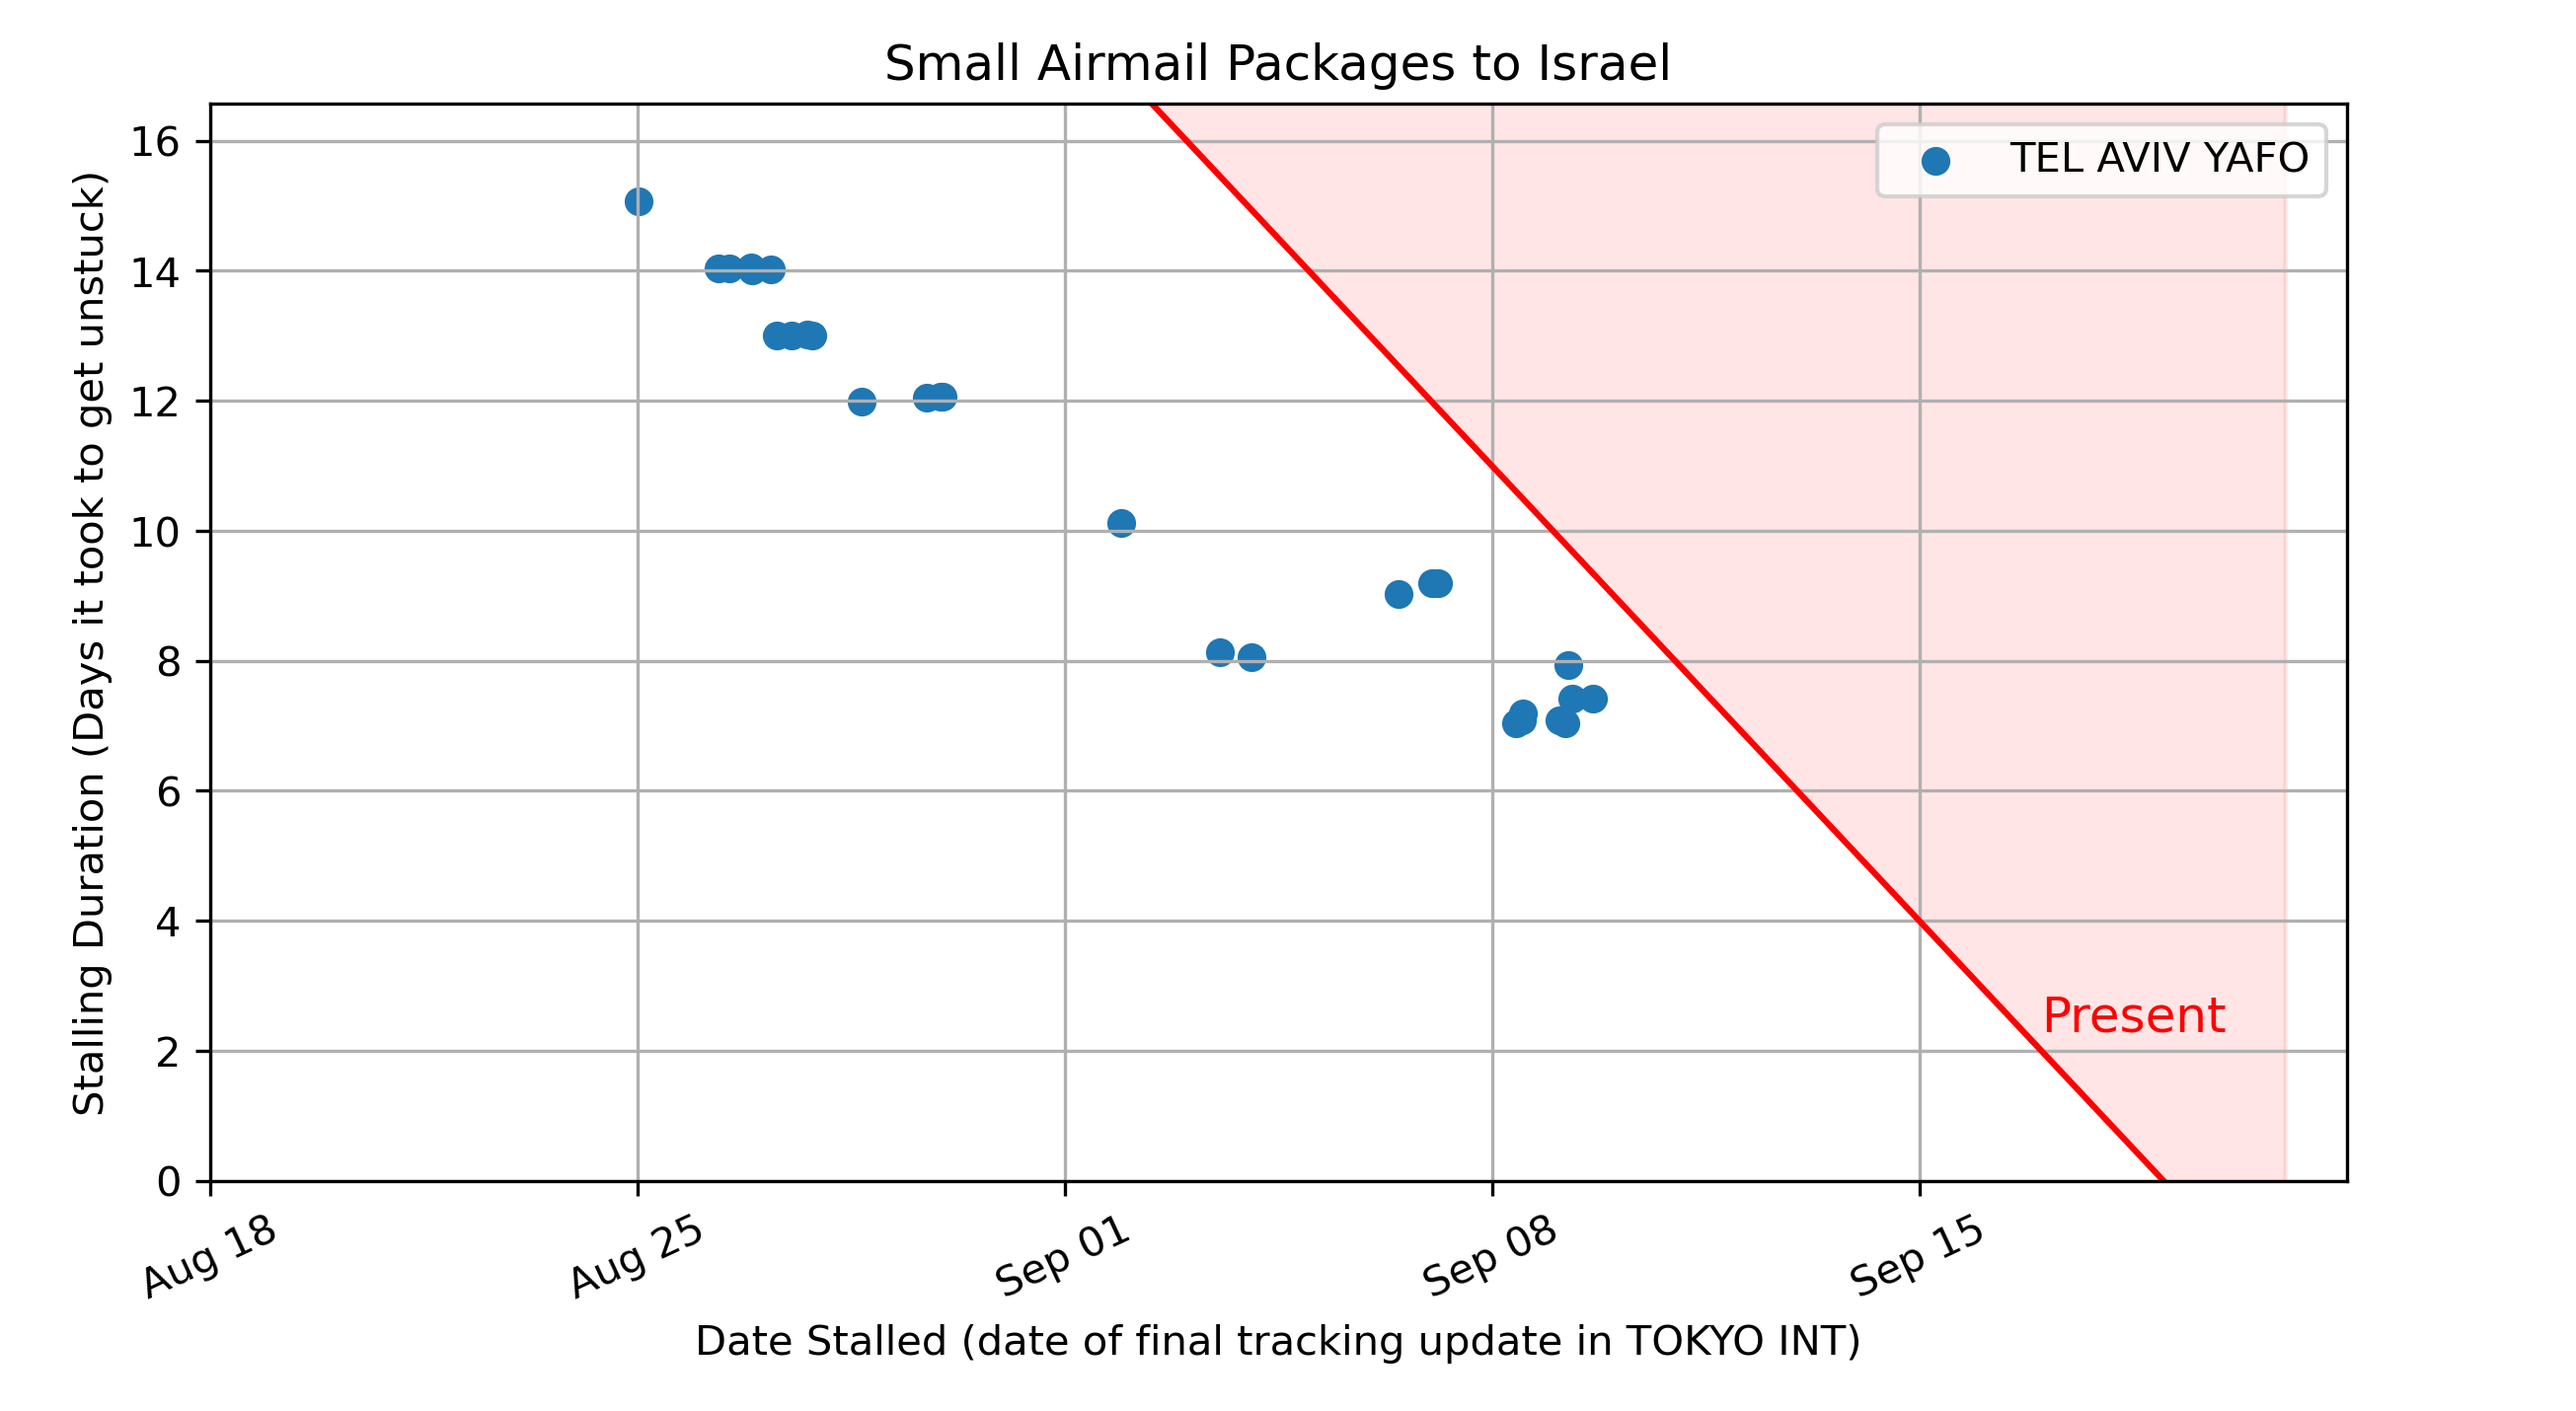 Small Airmail Packages to Israel
TEL AVIV YAFO
Stalling Duration (Days it took to get unstuck)
16
14
12
10
8
6
4
2
0
Present
Aug 18
Aug 25
Sep 01
Sep 08
Sep 15
Date Stalled (date of final tracking update in TOKYO INT)